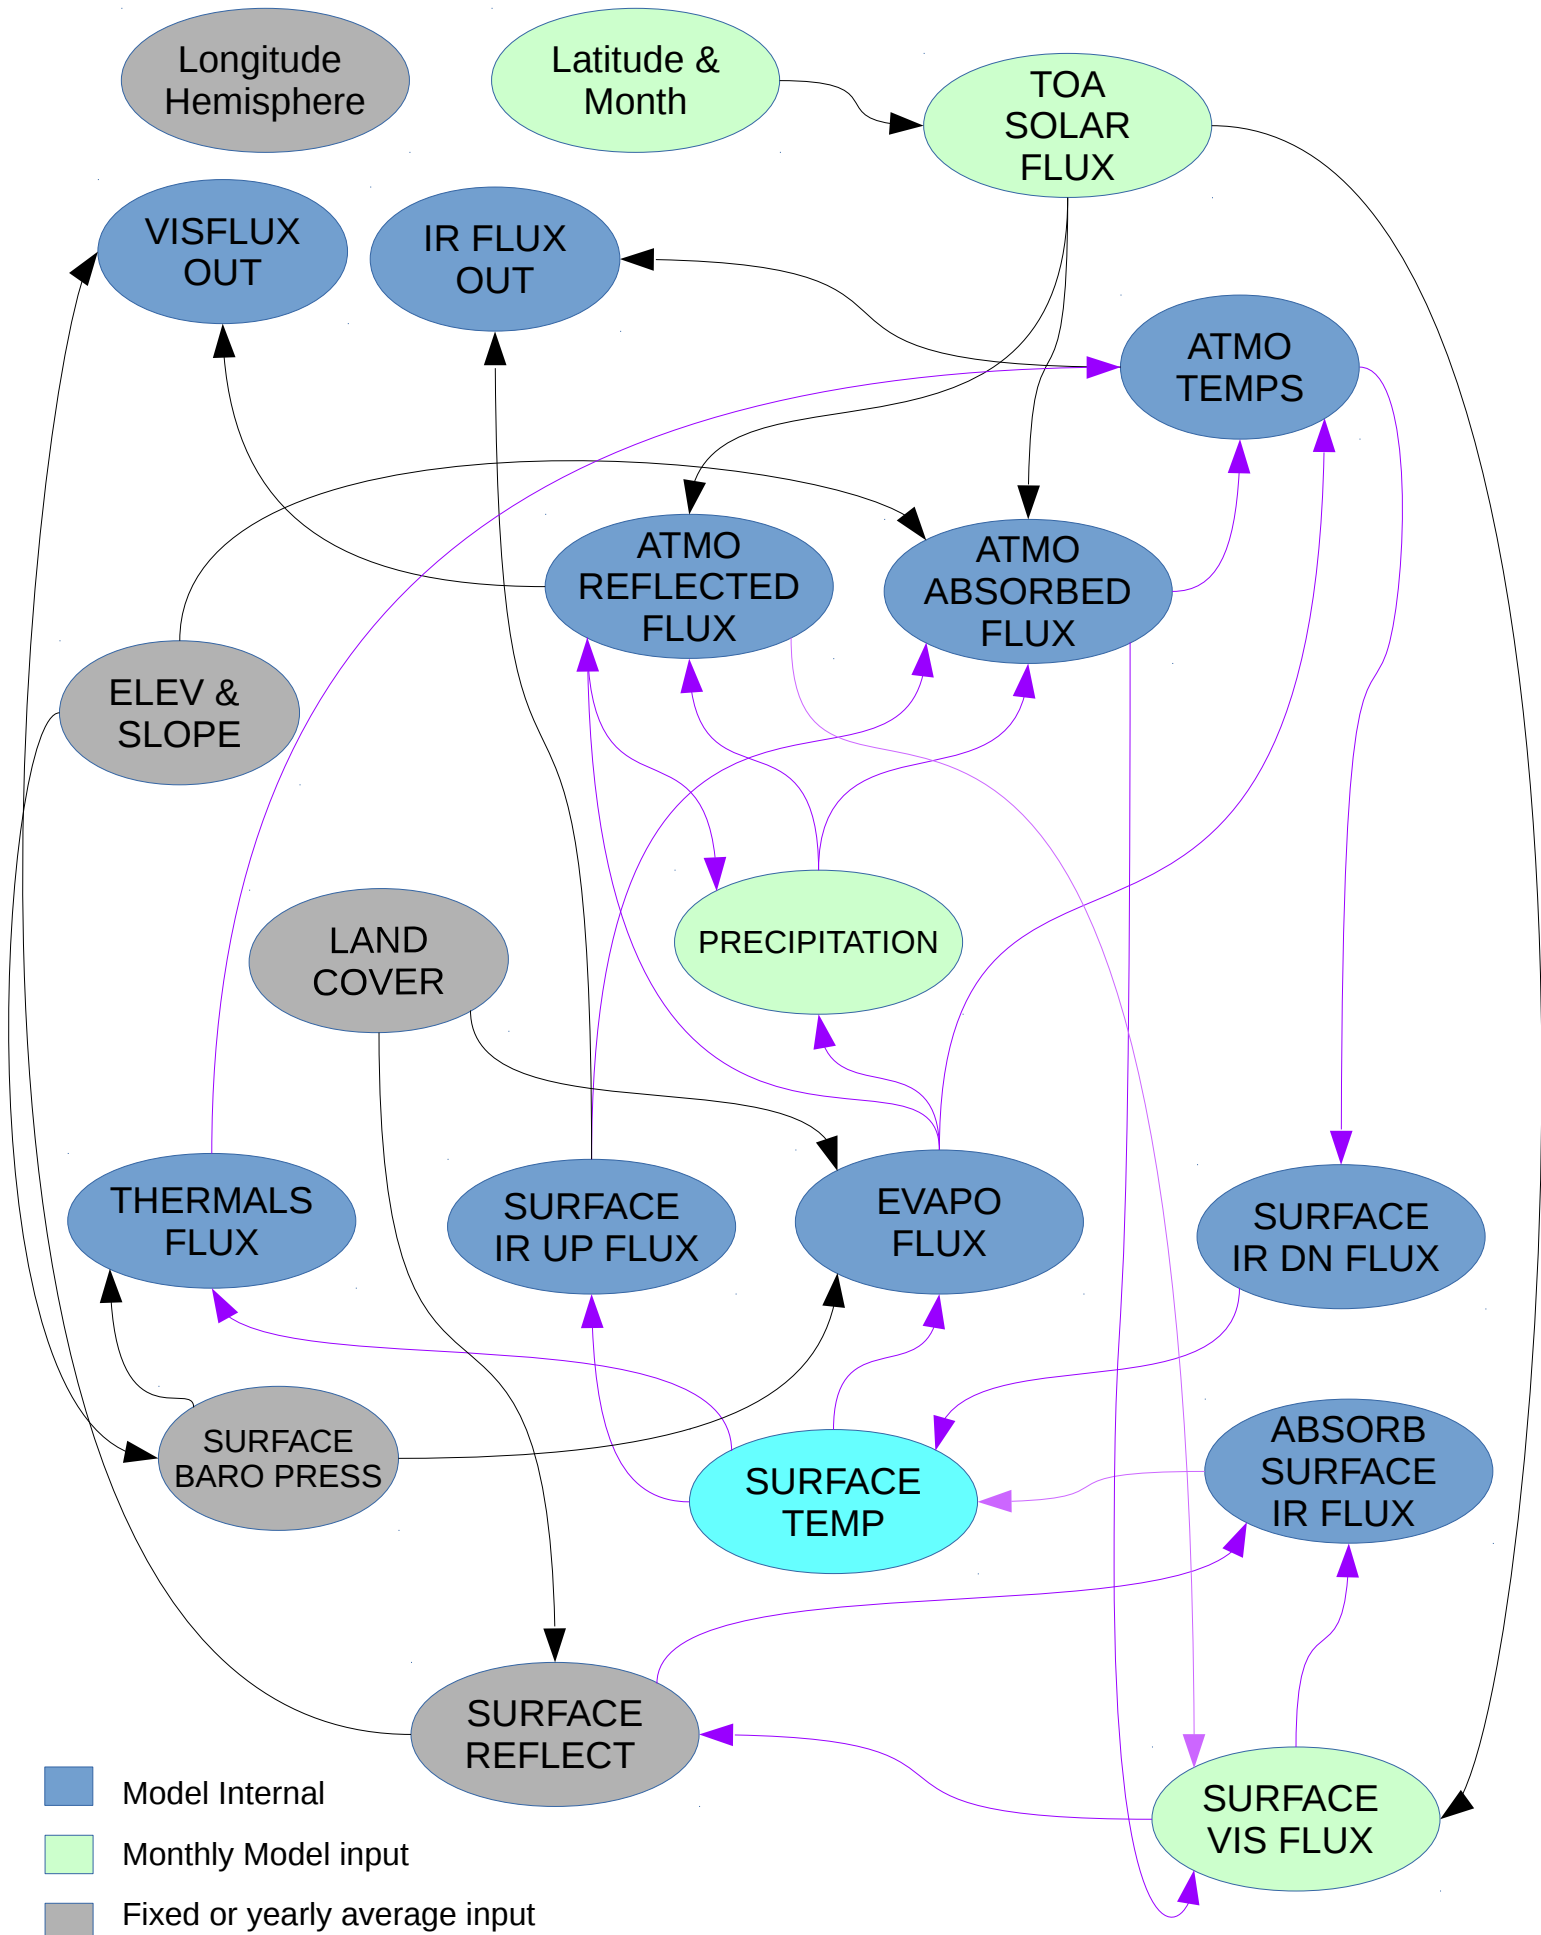 Longitude
Hemisphere
Latitude &
Month
TOA
SOLAR
FLUX
VISFLUX
OUT
IR FLUX
OUT
ATMO
TEMPS
ATMO
REFLECTED
FLUX
ATMO
ABSORBED
FLUX
ELEV &
SLOPE
LAND
COVER
PRECIPITATION
THERMALS
FLUX
SURFACE
IR UP FLUX
EVAPO
FLUX
SURFACE
IR DN FLUX
SURFACE
BARO PRESS
SURFACE
TEMP
ABSORB
SURFACE
IR FLUX
SURFACE
REFLECT
SURFACE
VIS FLUX
Model Internal
Monthly Model input
Fixed or yearly average input